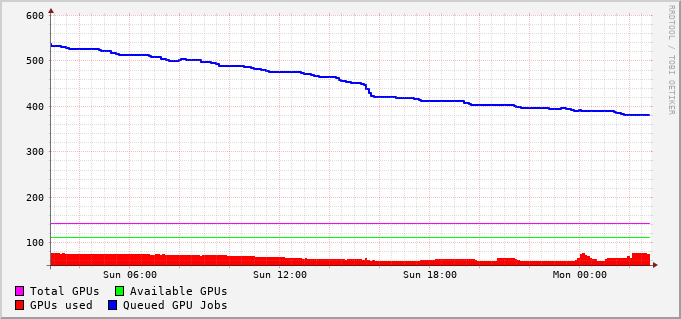 600
500
400
300
200
100
Sun 06:00 Sun 12:00 Sun 18:00 Mon 00:00
Total GPUs Available GPUs
GPUs used Queued GPU Jobs
RRDTOOL / TOBI OETIKER